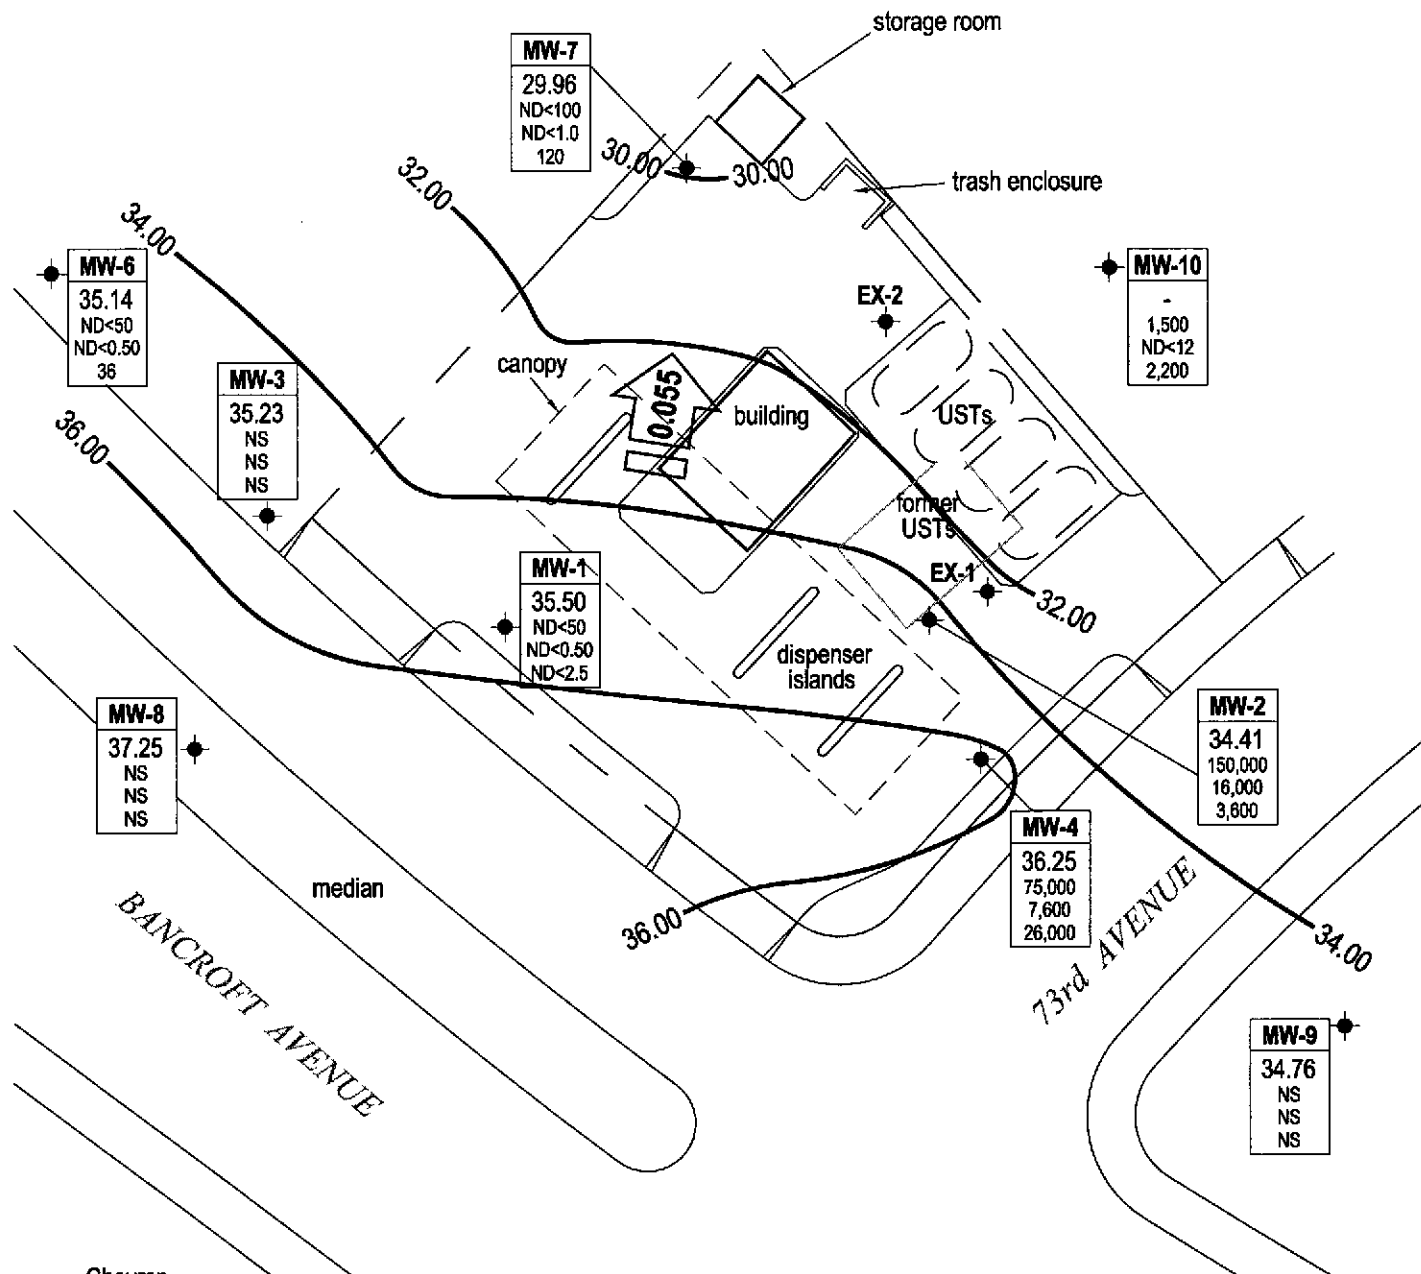 storage room
MW-7
29.96
ND<100
ND<1.0
120
30.00
30.00
trash enclosure
32.00
34.00
MW-6
35.14
ND<50
ND<0.50
36
MW-10
-
1,500
ND<12
2,200
EX-2
canopy
MW-3
35.23
NS
NS
NS
0.055
building
USTs
36.00
former
USTs
MW-1
35.50
ND<50
ND<0.50
ND<2.5
EX-1
32.00
dispenser
islands
MW-8
37.25
NS
NS
NS
MW-2
34.41
150,000
16,000
3,600
MW-4
36.25
75,000
7,600
26,000
median
36.00
34.00
BANCROFT AVENUE
73rd AVENUE
MW-9
34.76
NS
NS
NS